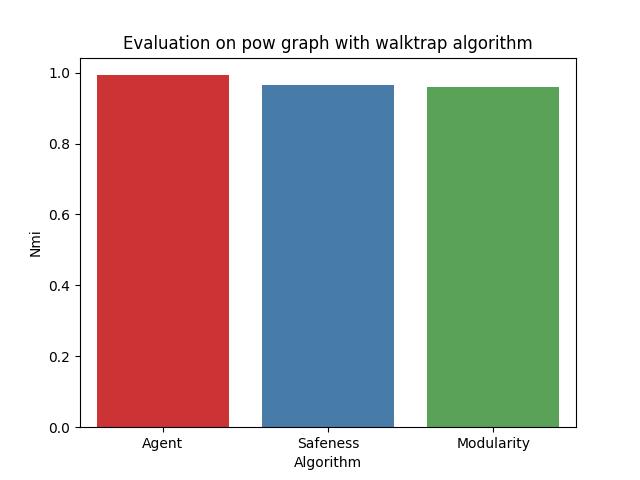 Evaluation on pow graph with walktrap algorithm
1.0
0.8
0.6
0.4
0.2
0.0
Nmi
Agent Safeness Modularity
Algorithm